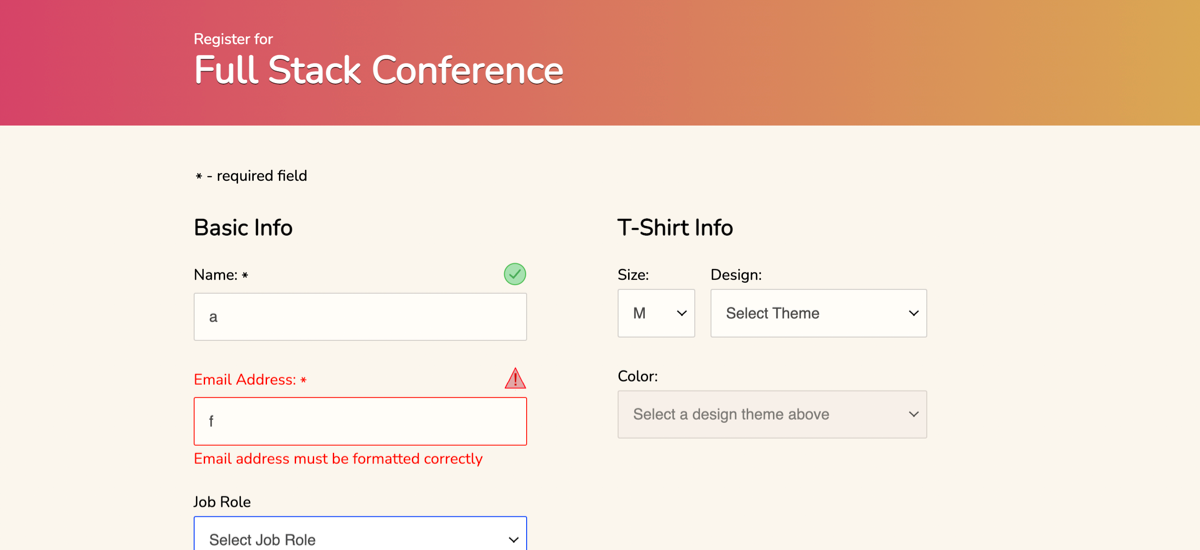 Register for
Full Stack Conference
* - required field
Basic Info
Name: *
a
Email Address: *
f
Email address must be formatted correctly
Job Role
Select Job Role
T-Shirt Info
Size:
Design:
M
Select Theme
Color:
Select a design theme above